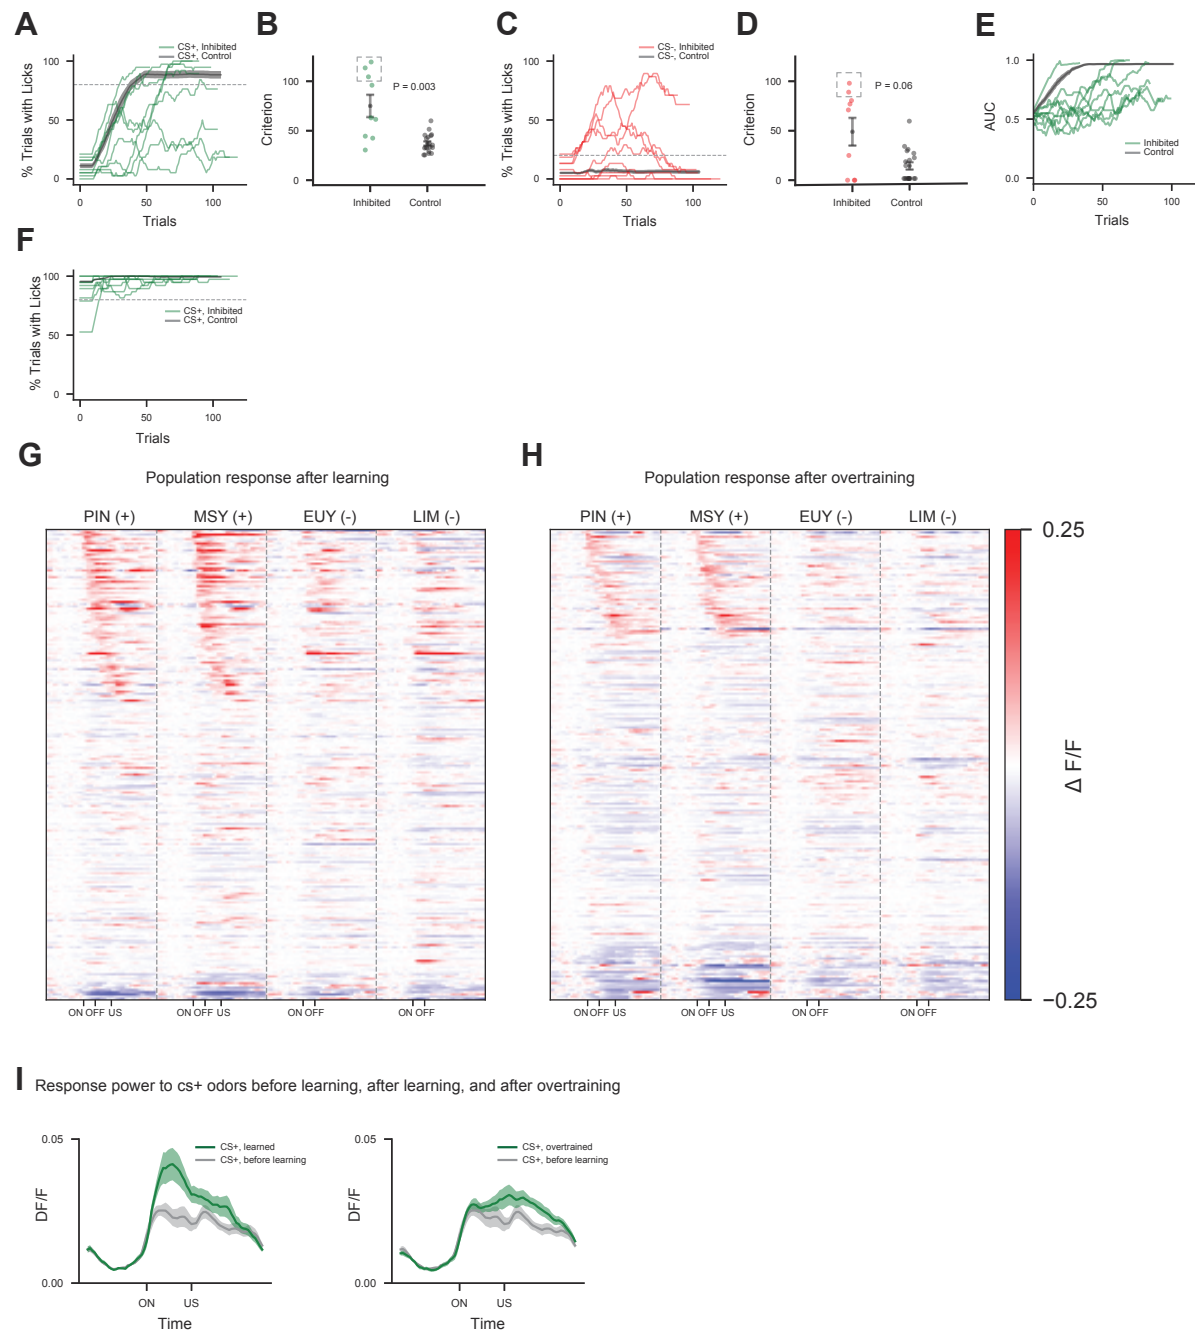 A
CS+, Inhibited
CS+, Control
100
50
0
% Trials with Licks
0
50
100
Trials
B
100
50
0
Criterion
P = 0.003
Inhibited
Control
C
CS-, Inhibited
CS-, Control
100
50
0
% Trials with Licks
0
50
100
Trials
D
100
50
0
Criterion
P = 0.06
Inhibited
Control
E
1.0
0.5
0.0
AUC
Inhibited
Control
0
50
100
Trials
F
100
50
0
% Trials with Licks
CS+, Inhibited
CS+, Control
0
50
100
Trials
G
Population response after learning
PIN (+)
MSY (+)
EUY (-)
LIM (-)
ON OFF US
ON OFF US
ON OFF
ON OFF
H
Population response after overtraining
PIN (+)
MSY (+)
EUY (-)
LIM (-)
ON OFF US
ON OFF US
ON OFF
ON OFF
0.25
Δ F/F
−0.25
I Response power to cs+ odors before learning, after learning, and after overtraining
0.05
0.00
DF/F
CS+, learned
CS+, before learning
ON
US
Time
0.05
0.00
DF/F
CS+, overtrained
CS+, before learning
ON
US
Time